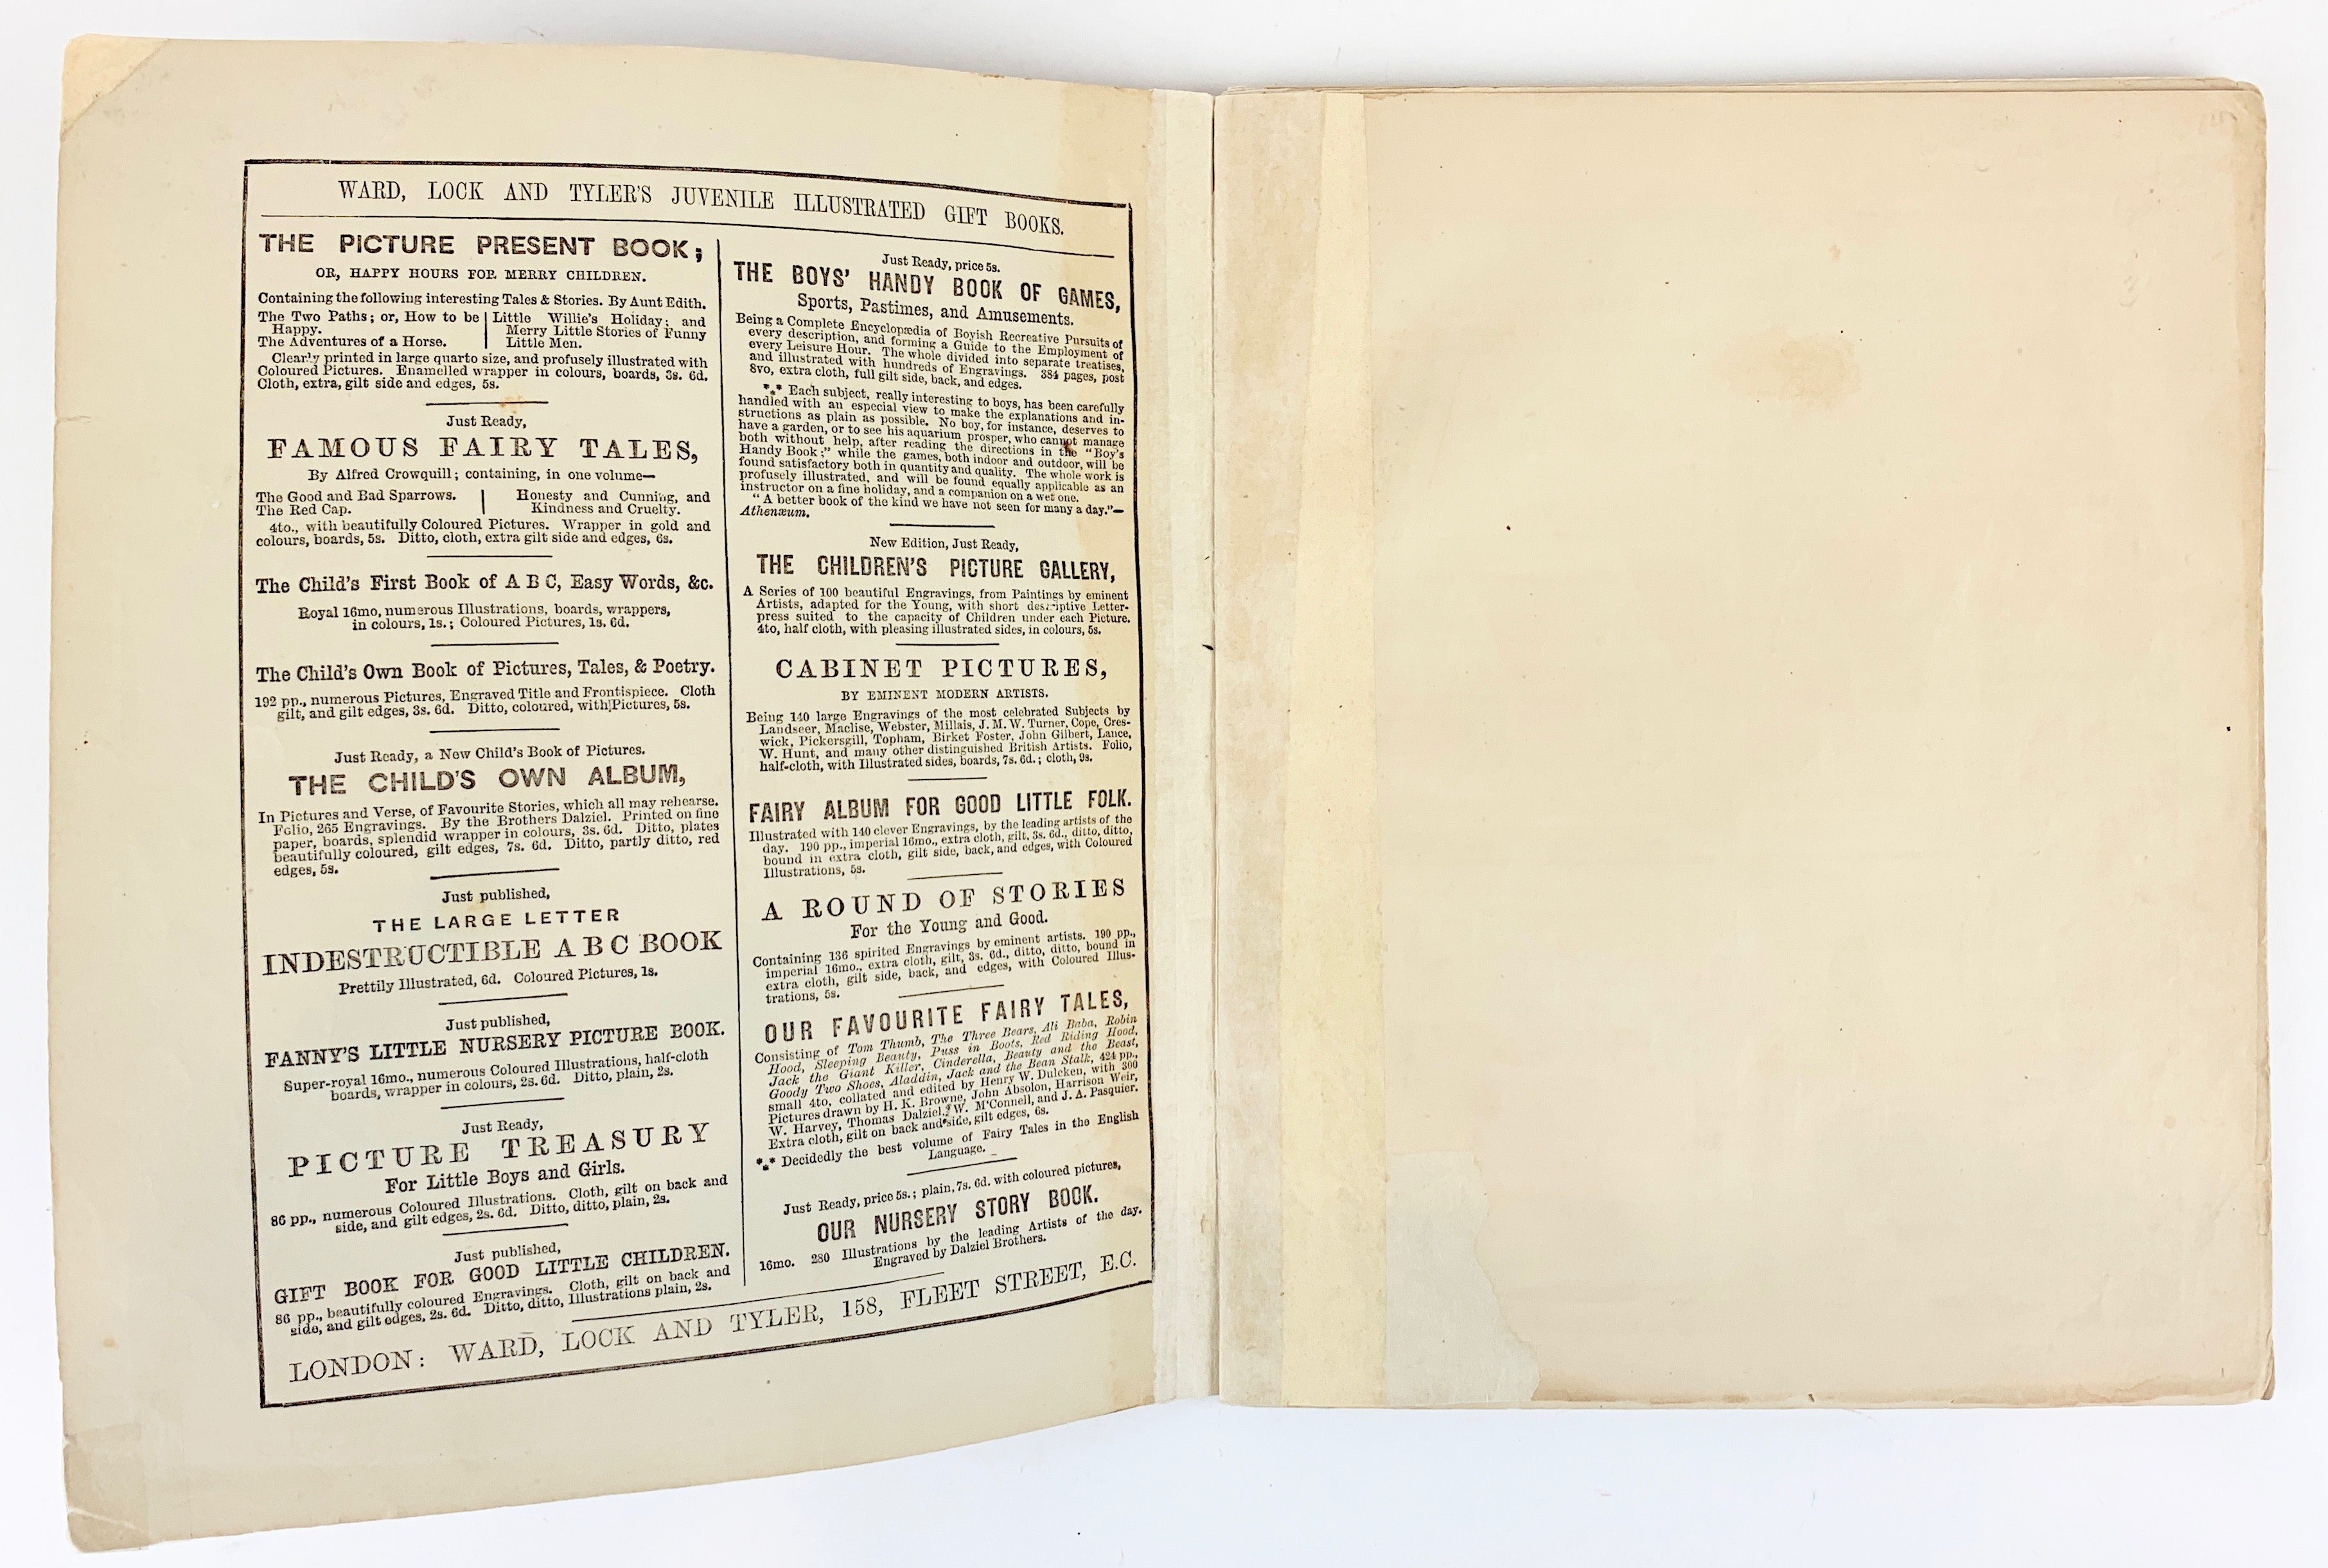 WARD, LOCK AND TYLER'S JUVENILE ILLUSTRATED GIFT BOOKS.
THE PICTURE PRESENT BOOK;
OR, HAPPY HOURS FOR MERRY CHILDREN.
Containing the following interesting Tales & Stories. By Aunt Edith.
The Two Paths; or, How to be
Happy.
The Adventures of a Horse.
Little Willie's Holiday; and
Merry Little Stories of Funny
Little Men.
Clearly printed in large quarto size, and profusely illustrated with
Coloured Pictures. Enamelled wrapper in colours, boards, 3s. 6d.
Cloth, extra, gilt side and edges, 5s.
Just Ready,
FAMOUS FAIRY TALES,
By Alfred Crowquill; containing, in one volume—
The Good and Bad Sparrows.
The Red Cap.
Honesty and Cunning, and
Kindness and Cruelty.
4to., with beautifully Coloured Pictures. Wrapper in gold and
colours, boards, 5s. Ditto, cloth, extra gilt side and edges, 6s.
The Child's First Book of A B C, Easy Words, &c.
Royal 16mo, numerous Illustrations, boards, wrappers,
in colours, 1s.; Coloured Pictures, 1s. 6d.
The Child's Own Book of Pictures, Tales, & Poetry.
192 pp., numerous Pictures, Engraved Title and Frontispiece. Cloth
gilt, and gilt edges, 3s. 6d. Ditto, coloured, with Pictures, 5s.
Just Ready, a New Child's Book of Pictures.
THE CHILD'S OWN ALBUM,
In Pictures and Verse, of Favourite Stories, which all may rehearse.
Folio, 265 Engravings. By the Brothers Dalziel. Printed on fine
paper, boards, splendid wrapper in colours, 3s. 6d. Ditto, plates
beautifully coloured, gilt edges, 7s. 6d. Ditto, partly ditto, red
edges, 5s.
Just published,
THE LARGE LETTER
INDESTRUCTIBLE A B C BOOK
Prettily Illustrated, 6d. Coloured Pictures, 1s.
Just published,
FANNY'S LITTLE NURSERY PICTURE BOOK.
Super-royal 16mo., numerous Coloured Illustrations, half-cloth
boards, wrapper in colours, 2s. 6d. Ditto, plain, 2s.
Just Ready,
PICTURE TREASURY
For Little Boys and Girls.
86 pp., numerous Coloured Illustrations. Cloth, gilt on back and
side, and gilt edges, 2s. 6d. Ditto, ditto, plain, 2s.
Just published,
GIFT BOOK FOR GOOD LITTLE CHILDREN.
86 pp., beautifully coloured Engravings. Cloth, gilt on back and
side, and gilt edges, 2s. 6d. Ditto, ditto, Illustrations plain, 2s.
Just Ready, price 5s.
THE BOYS' HANDY BOOK OF GAMES,
Sports, Pastimes, and Amusements.
Being a Complete Encyclopædia of Boyish Recreative Pursuits of
every description, and forming a Guide to the Employment of
every Leisure Hour. The whole divided into separate treatises,
and illustrated with hundreds of Engravings. 384 pages, post
8vo, extra cloth, full gilt side, back, and edges.
*** Each subject, really interesting to boys, has been carefully
handled with an especial view to make the explanations and in-
structions as plain as possible. No boy, for instance, deserves to
have a garden, or to see his aquarium prosper, who cannot manage
both without help, after reading the directions in the "Boy's
Handy Book;" while the games, both indoor and outdoor, will be
found satisfactory both in quantity and quality. The whole work is
profusely illustrated, and will be found equally applicable as an
instructor on a fine holiday, and a companion on a wet one.
"A better book of the kind we have not seen for many a day."—
Athenæum.
New Edition, Just Ready,
THE CHILDREN'S PICTURE GALLERY,
A Series of 100 beautiful Engravings, from Paintings by eminent
Artists, adapted for the Young, with short descriptive Letter-
press suited to the capacity of Children under each Picture.
4to, half cloth, with pleasing illustrated sides, in colours, 5s.
CABINET PICTURES,
BY EMINENT MODERN ARTISTS.
Being 140 large Engravings of the most celebrated Subjects by
Landseer, Maclise, Webster, Millais, J. M. W. Turner, Cope, Cres-
wick, Pickersgill, Topham, Birket Foster, John Gilbert, Lance,
W. Hunt, and many other distinguished British Artists. Folio,
half-cloth, with Illustrated sides, boards, 7s. 6d.; cloth, 9s.
FAIRY ALBUM FOR GOOD LITTLE FOLK.
Illustrated with 140 clever Engravings, by the leading artists of the
day. 190 pp., imperial 16mo., extra cloth, gilt, 3s. 6d., ditto, ditto,
bound in extra cloth, gilt side, back, and edges, with Coloured
Illustrations, 5s.
A ROUND OF STORIES
For the Young and Good.
Containing 136 spirited Engravings by eminent artists. 190 pp.,
imperial 16mo., extra cloth, gilt, 3s. 6d., ditto, ditto, bound in
extra cloth, gilt side, back, and edges, with Coloured Illus-
trations, 5s.
OUR FAVOURITE FAIRY TALES,
Consisting of Tom Thumb, The Three Bears, Ali Baba, Robin
Hood, Sleeping Beauty, Puss in Boots, Red Riding Hood,
Jack the Giant Killer, Cinderella, Beauty and the Beast,
Goody Two Shoes, Aladdin, Jack and the Bean Stalk, 424 pp.,
small 4to, collated and edited by Henry W. Dulcken, with 300
Pictures drawn by H. K. Browne, John Absolon, Harrison Weir,
W. Harvey, Thomas Dalziel, W. M'Connell, and J. A. Pasquier.
Extra cloth, gilt on back and side, gilt edges, 6s.
*** Decidedly the best volume of Fairy Tales in the English
Language.
Just Ready, price 5s.; plain, 7s. 6d. with coloured pictures,
OUR NURSERY STORY BOOK.
16mo. 280 Illustrations by the leading Artists of the day.
Engraved by Dalziel Brothers.
LONDON: WARD, LOCK AND TYLER, 158, FLEET STREET, E.C.